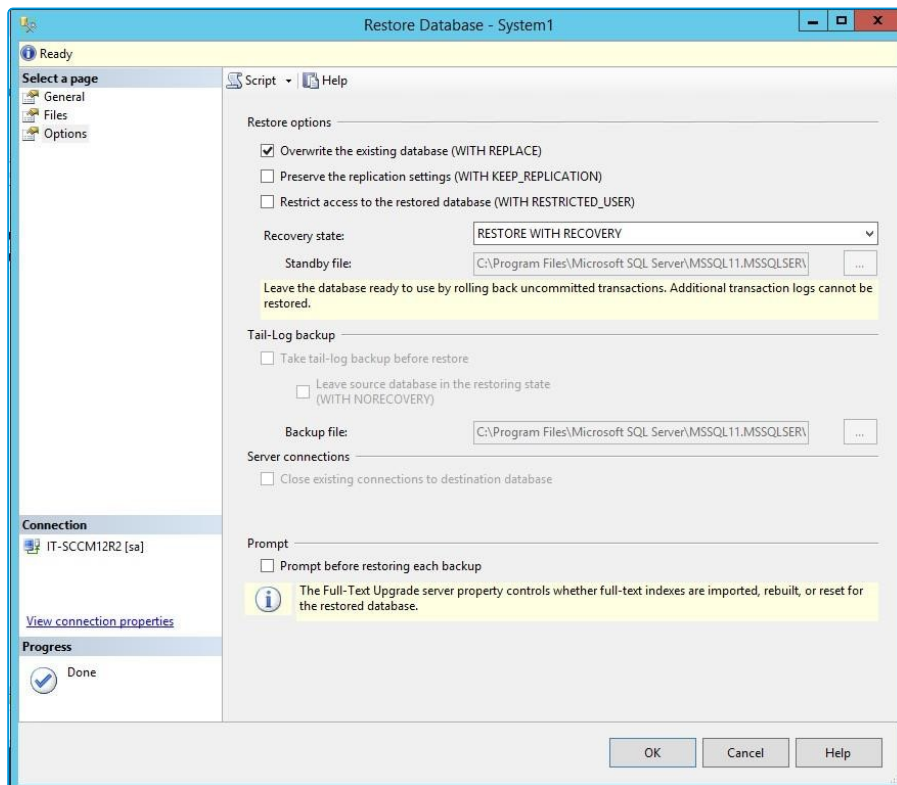 Restore Database - System1
Ready
Select a page
General
Files
Options
Script
Help
Restore options
Overwrite the existing database (WITH REPLACE)
Preserve the replication settings (WITH KEEP_REPLICATION)
Restrict access to the restored database (WITH RESTRICTED_USER)
Recovery state:
RESTORE WITH RECOVERY
Standby file:
C:\Program Files\Microsoft SQL Server\MSSQL11.MSSQLSER\
...
Leave the database ready to use by rolling back uncommitted transactions. Additional transaction logs cannot be
restored.
Tail-Log backup
Take tail-log backup before restore
Leave source database in the restoring state
(WITH NORECOVERY)
Backup file:
C:\Program Files\Microsoft SQL Server\MSSQL11.MSSQLSER\
...
Server connections
Close existing connections to destination database
Prompt
Prompt before restoring each backup
The Full-Text Upgrade server property controls whether full-text indexes are imported, rebuilt, or reset for
the restored database.
Connection
IT-SCCM12R2 [sa]
View connection properties
Progress
Done
OK
Cancel
Help